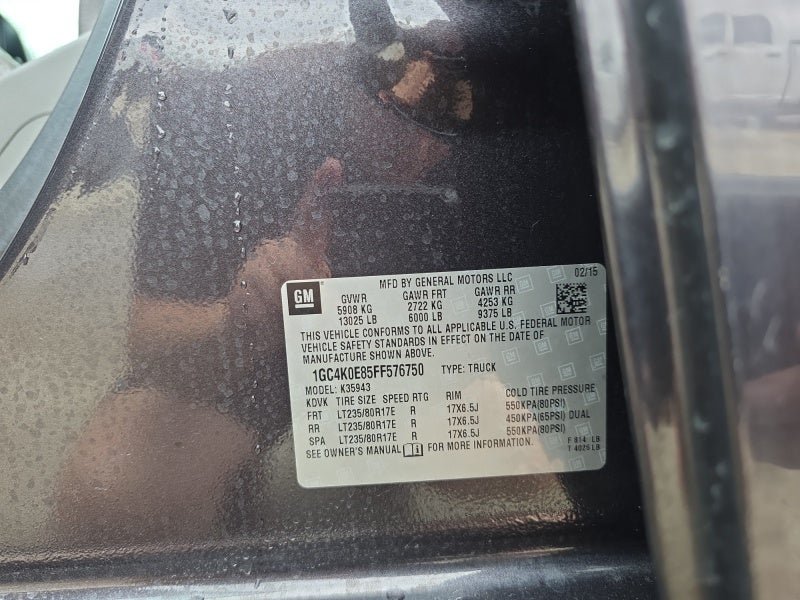 MFD BY GENERAL MOTORS LLC 02/15
GM GVWR GAWR FRT GAWR RR
5908 KG 2722 KG 4253 KG
13025 LB 6000 LB 9375 LB
THIS VEHICLE CONFORMS TO ALL APPLICABLE U.S. FEDERAL MOTOR
VEHICLE SAFETY STANDARDS IN EFFECT ON THE DATE OF
MANUFACTURE SHOWN ABOVE.
1GC4K0E85FF576750 TYPE: TRUCK
MODEL: K35943
KDVK TIRE SIZE SPEED RTG RIM COLD TIRE PRESSURE
FRT LT235/80R17E R 17X6.5J 550KPA(80PSI)
RR LT235/80R17E R 17X6.5J 450KPA(65PSI) DUAL
SPA LT235/80R17E R 17X6.5J 550KPA(80PSI)
SEE OWNER'S MANUAL FOR MORE INFORMATION.
F 814 LB
T 4025 LB